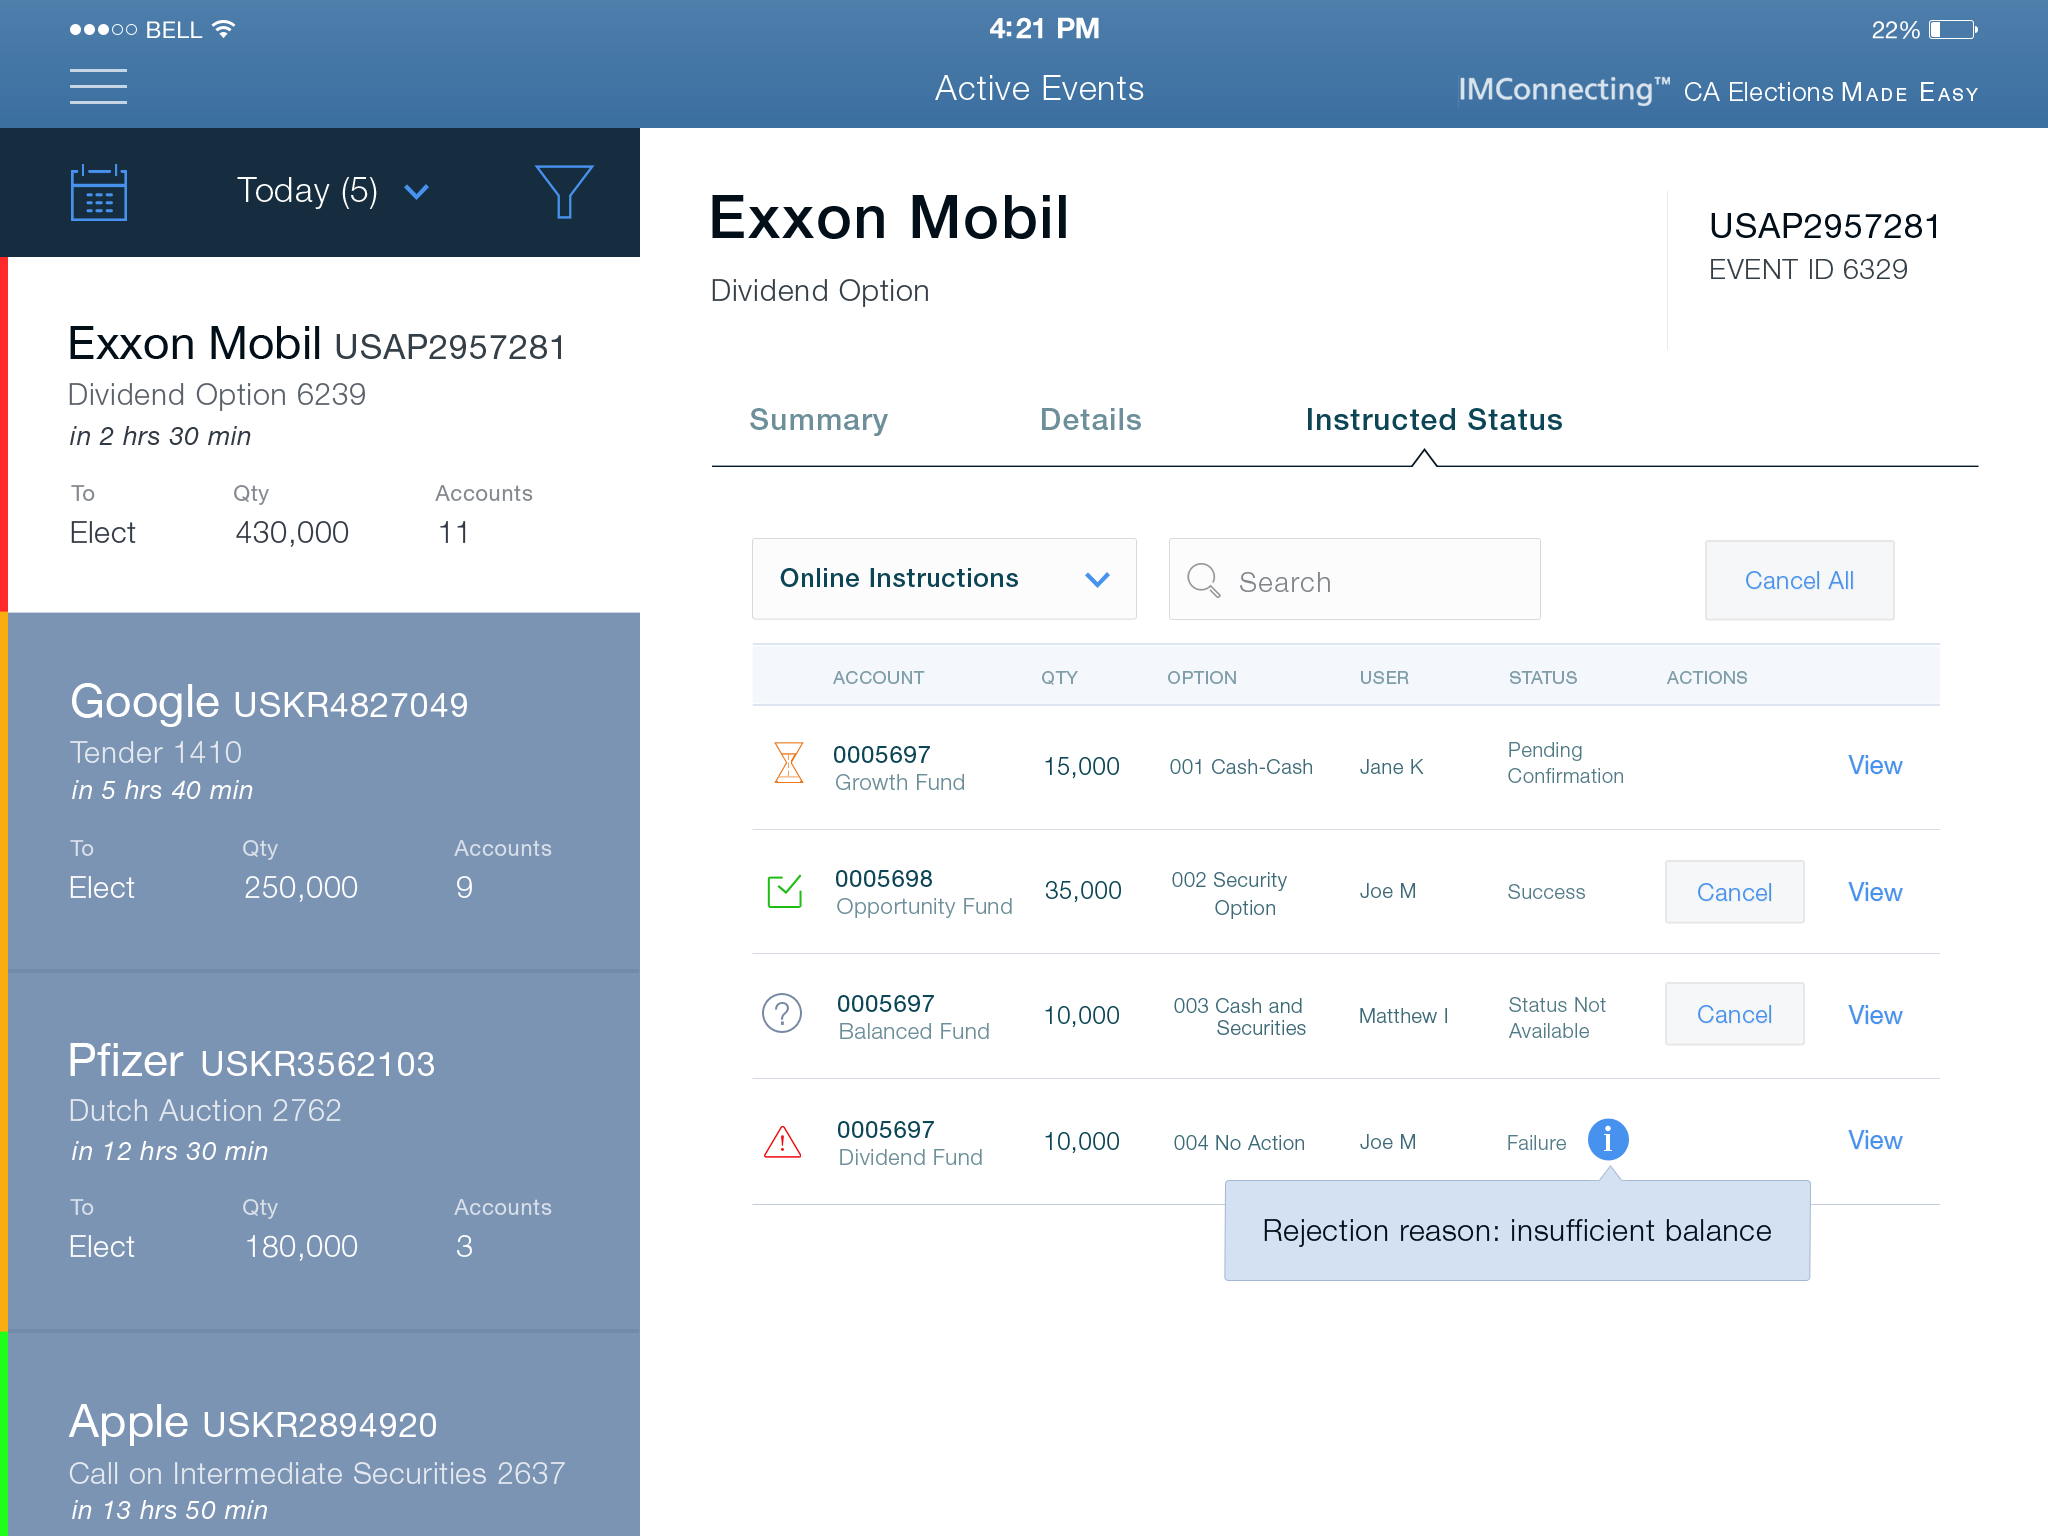 BELL
4:21 PM
22%
Active Events
IMConnecting™ CA Elections Made Easy
Today (5)
Exxon Mobil USAP2957281
Dividend Option 6239
in 2 hrs 30 min
To Qty Accounts
Elect 430,000 11
Google USKR4827049
Tender 1410
in 5 hrs 40 min
To Qty Accounts
Elect 250,000 9
Pfizer USKR3562103
Dutch Auction 2762
in 12 hrs 30 min
To Qty Accounts
Elect 180,000 3
Apple USKR2894920
Call on Intermediate Securities 2637
in 13 hrs 50 min
Exxon Mobil
Dividend Option
USAP2957281
EVENT ID 6329
Summary Details Instructed Status
Online Instructions
Search
Cancel All
ACCOUNT QTY OPTION USER STATUS ACTIONS
0005697
Growth Fund
15,000
001 Cash-Cash
Jane K
Pending
Confirmation
View
0005698
Opportunity Fund
35,000
002 Security
Option
Joe M
Success
Cancel
View
0005697
Balanced Fund
10,000
003 Cash and
Securities
Matthew I
Status Not
Available
Cancel
View
0005697
Dividend Fund
10,000
004 No Action
Joe M
Failure
i
View
Rejection reason: insufficient balance